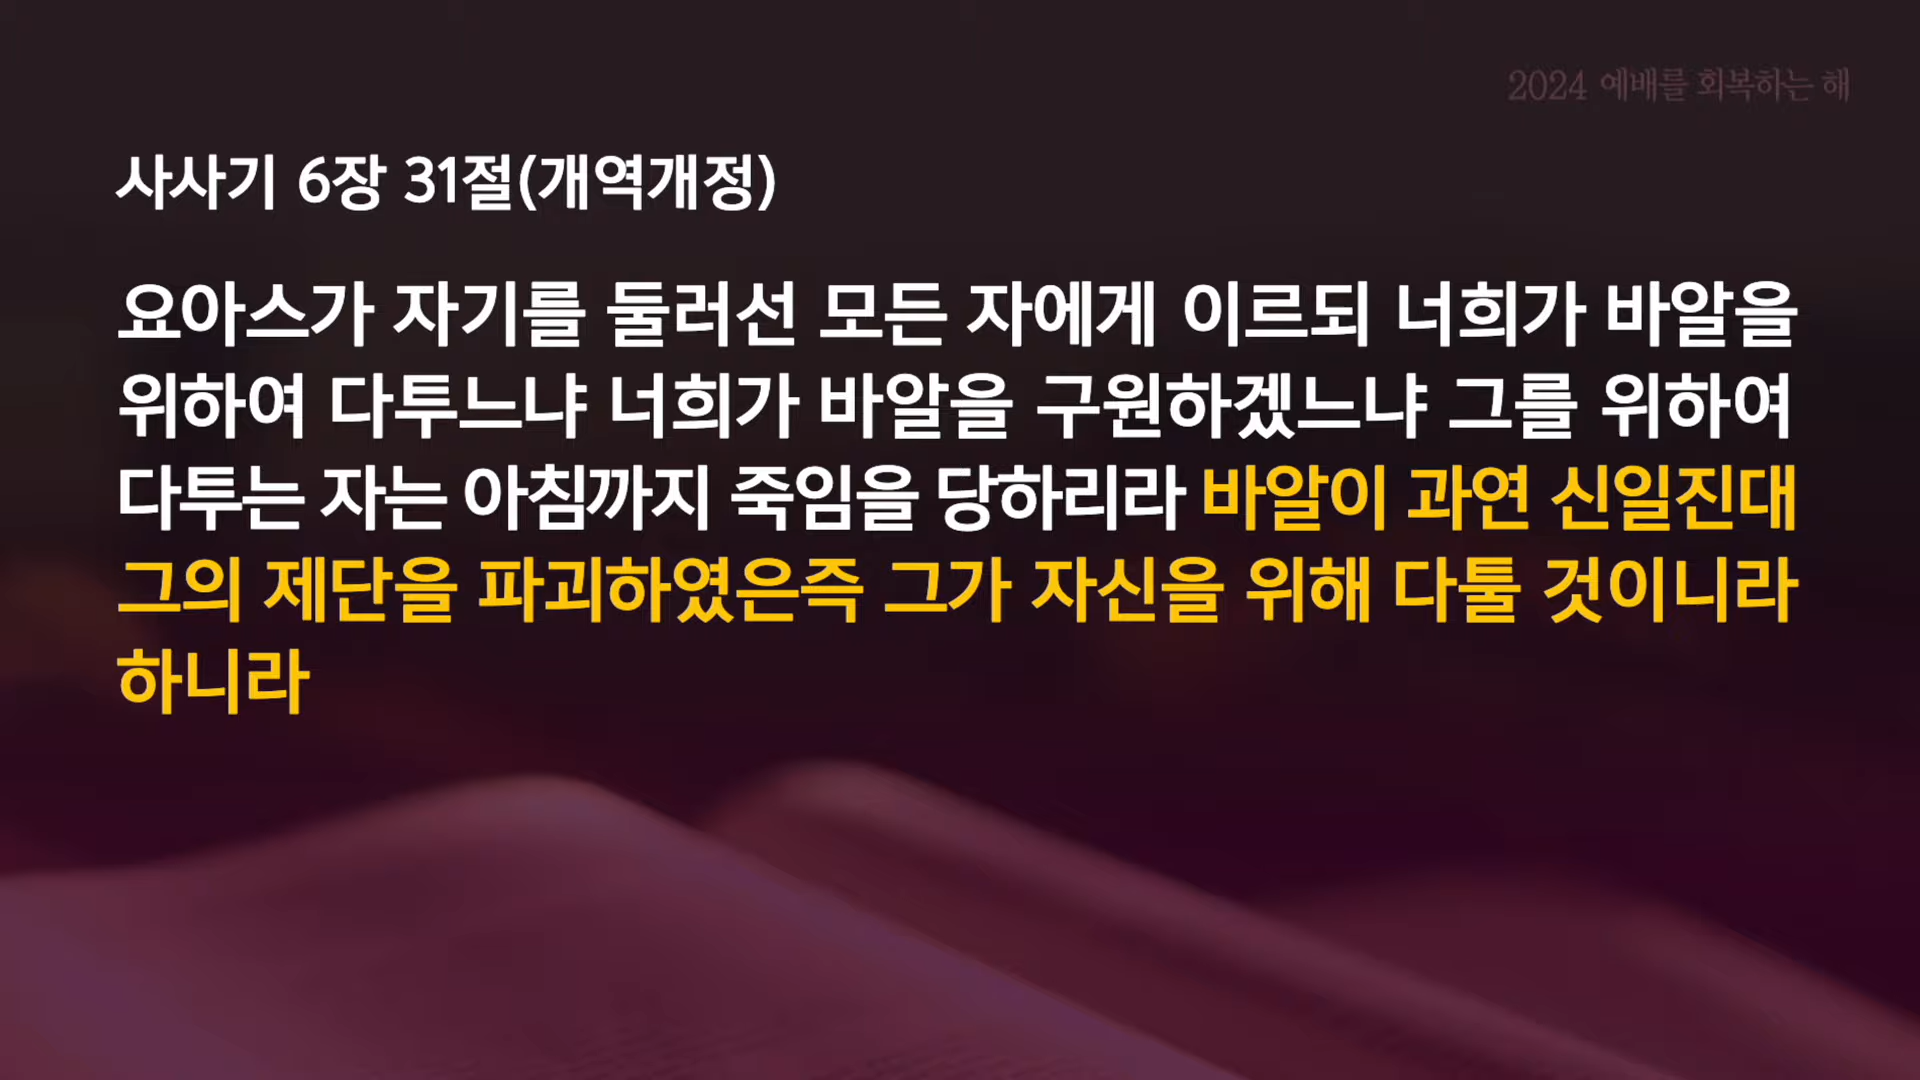 2024 예배를 회복하는 해
사사기 6장 31절(개역개정)
요아스가 자기를 둘러선 모든 자에게 이르되 너희가 바알을
위하여 다투느냐 너희가 바알을 구원하겠느냐 그를 위하여
다투는 자는 아침까지 죽임을 당하리라 바알이 과연 신일진대
그의 제단을 파괴하였은즉 그가 자신을 위해 다툴 것이니라
하니라